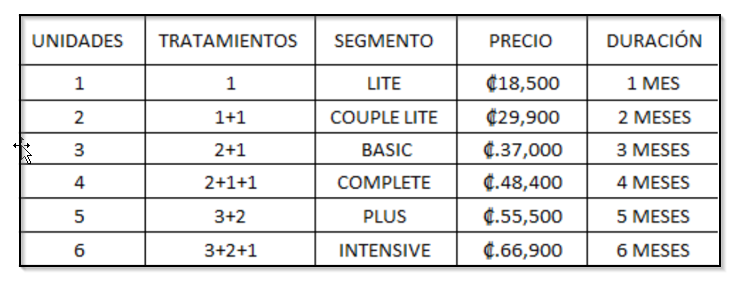 UNIDADES TRATAMIENTOS SEGMENTO PRECIO DURACIÓN
1 1 LITE ₡18,500 1 MES
2 1+1 COUPLE LITE ₡29,900 2 MESES
3 2+1 BASIC ₡.37,000 3 MESES
4 2+1+1 COMPLETE ₡.48,400 4 MESES
5 3+2 PLUS ₡.55,500 5 MESES
6 3+2+1 INTENSIVE ₡.66,900 6 MESES